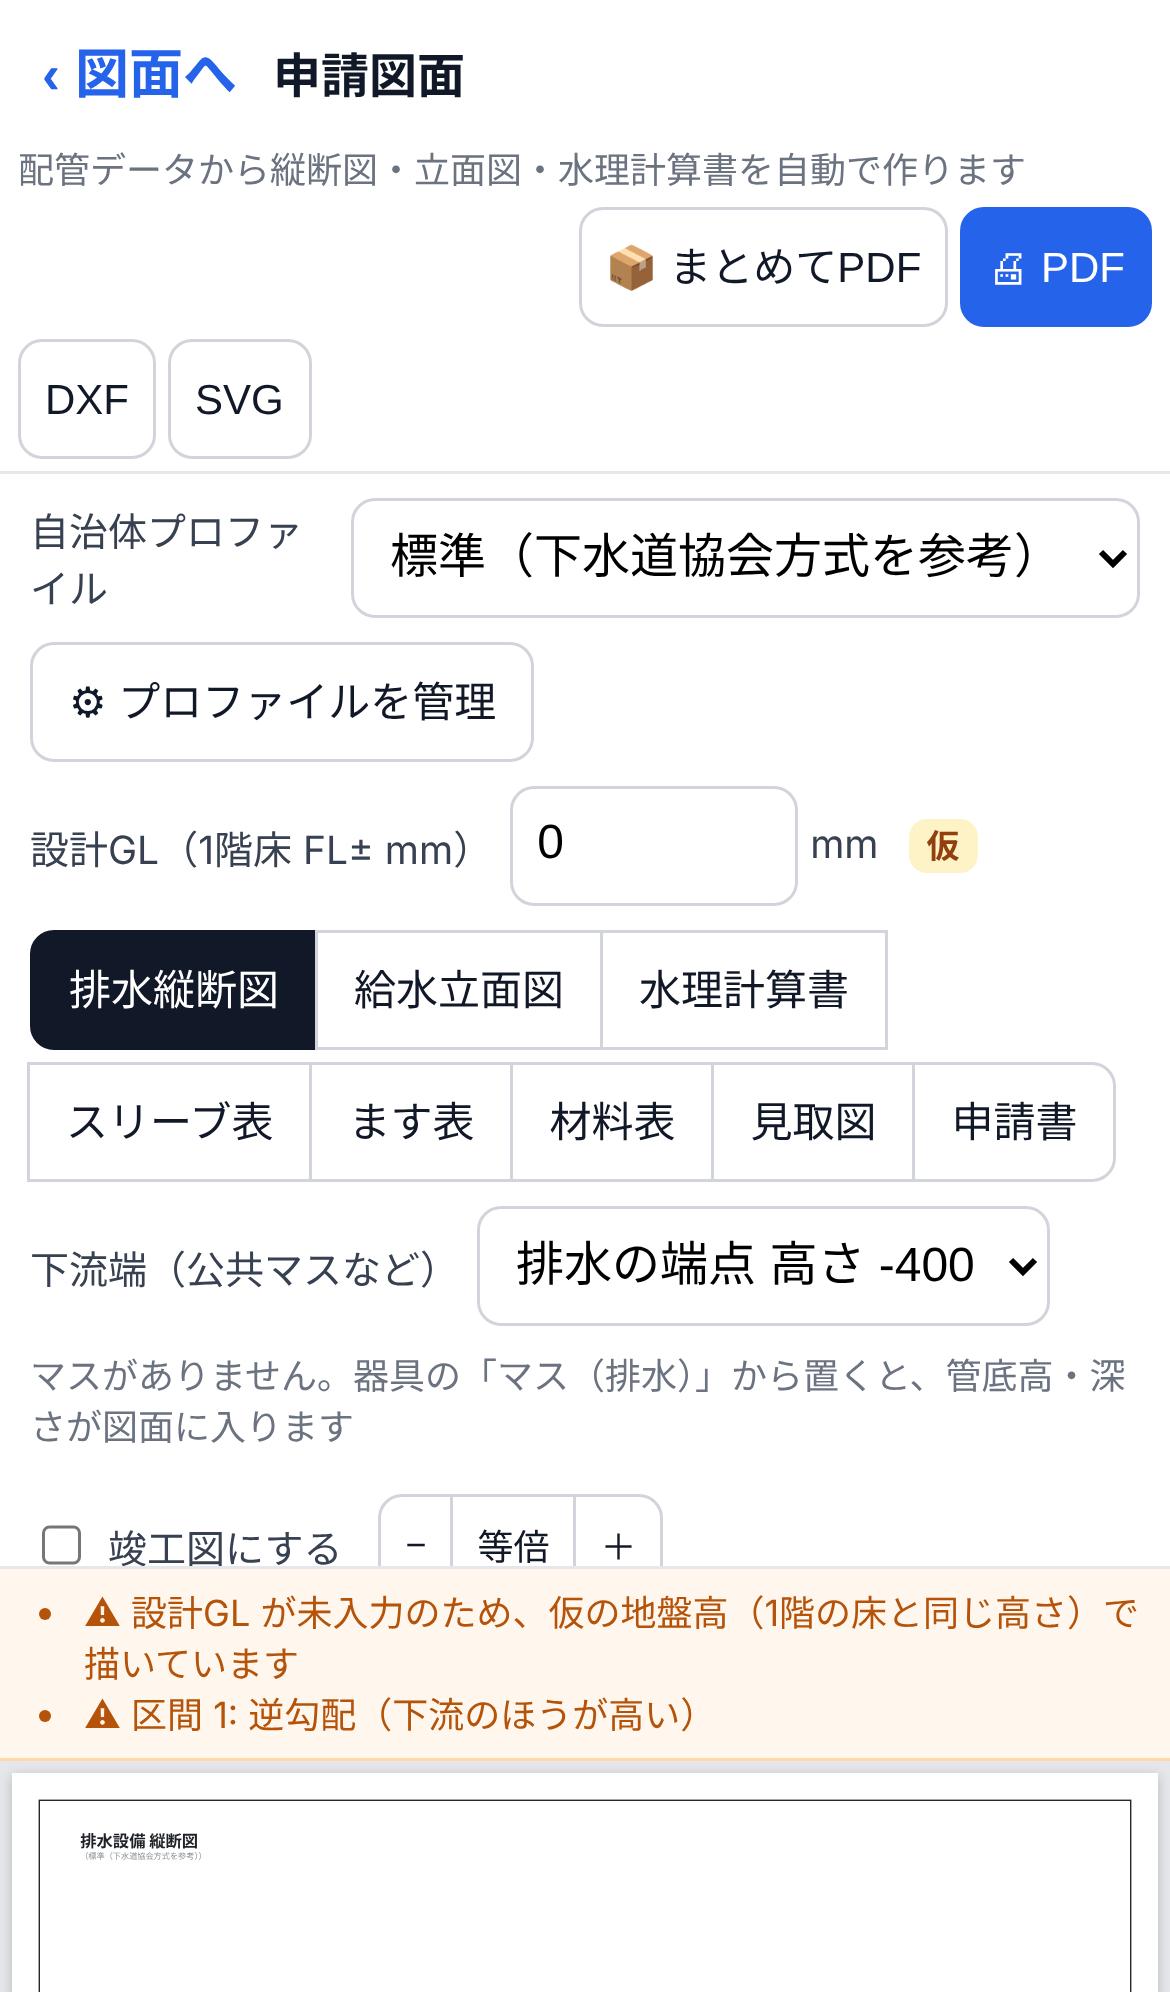 ‹ 図面へ 申請図面
配管データから縦断図・立面図・水理計算書を自動で作ります
📦 まとめてPDF 🖨 PDF
DXF SVG
自治体プロファ
イル
標準（下水道協会方式を参考）
⚙ プロファイルを管理
設計GL（1階床 FL± mm） 0 mm 仮
排水縦断図 給水立面図 水理計算書
スリーブ表 ます表 材料表 見取図 申請書
下流端（公共マスなど） 排水の端点 高さ -400
マスがありません。器具の「マス（排水）」から置くと、管底高・深
さが図面に入ります
竣工図にする − 等倍 ＋
• ⚠ 設計GL が未入力のため、仮の地盤高（1階の床と同じ高さ）で
描いています
• ⚠ 区間 1: 逆勾配（下流のほうが高い）
排水設備 縦断図
（標準（下水道協会方式を参考））